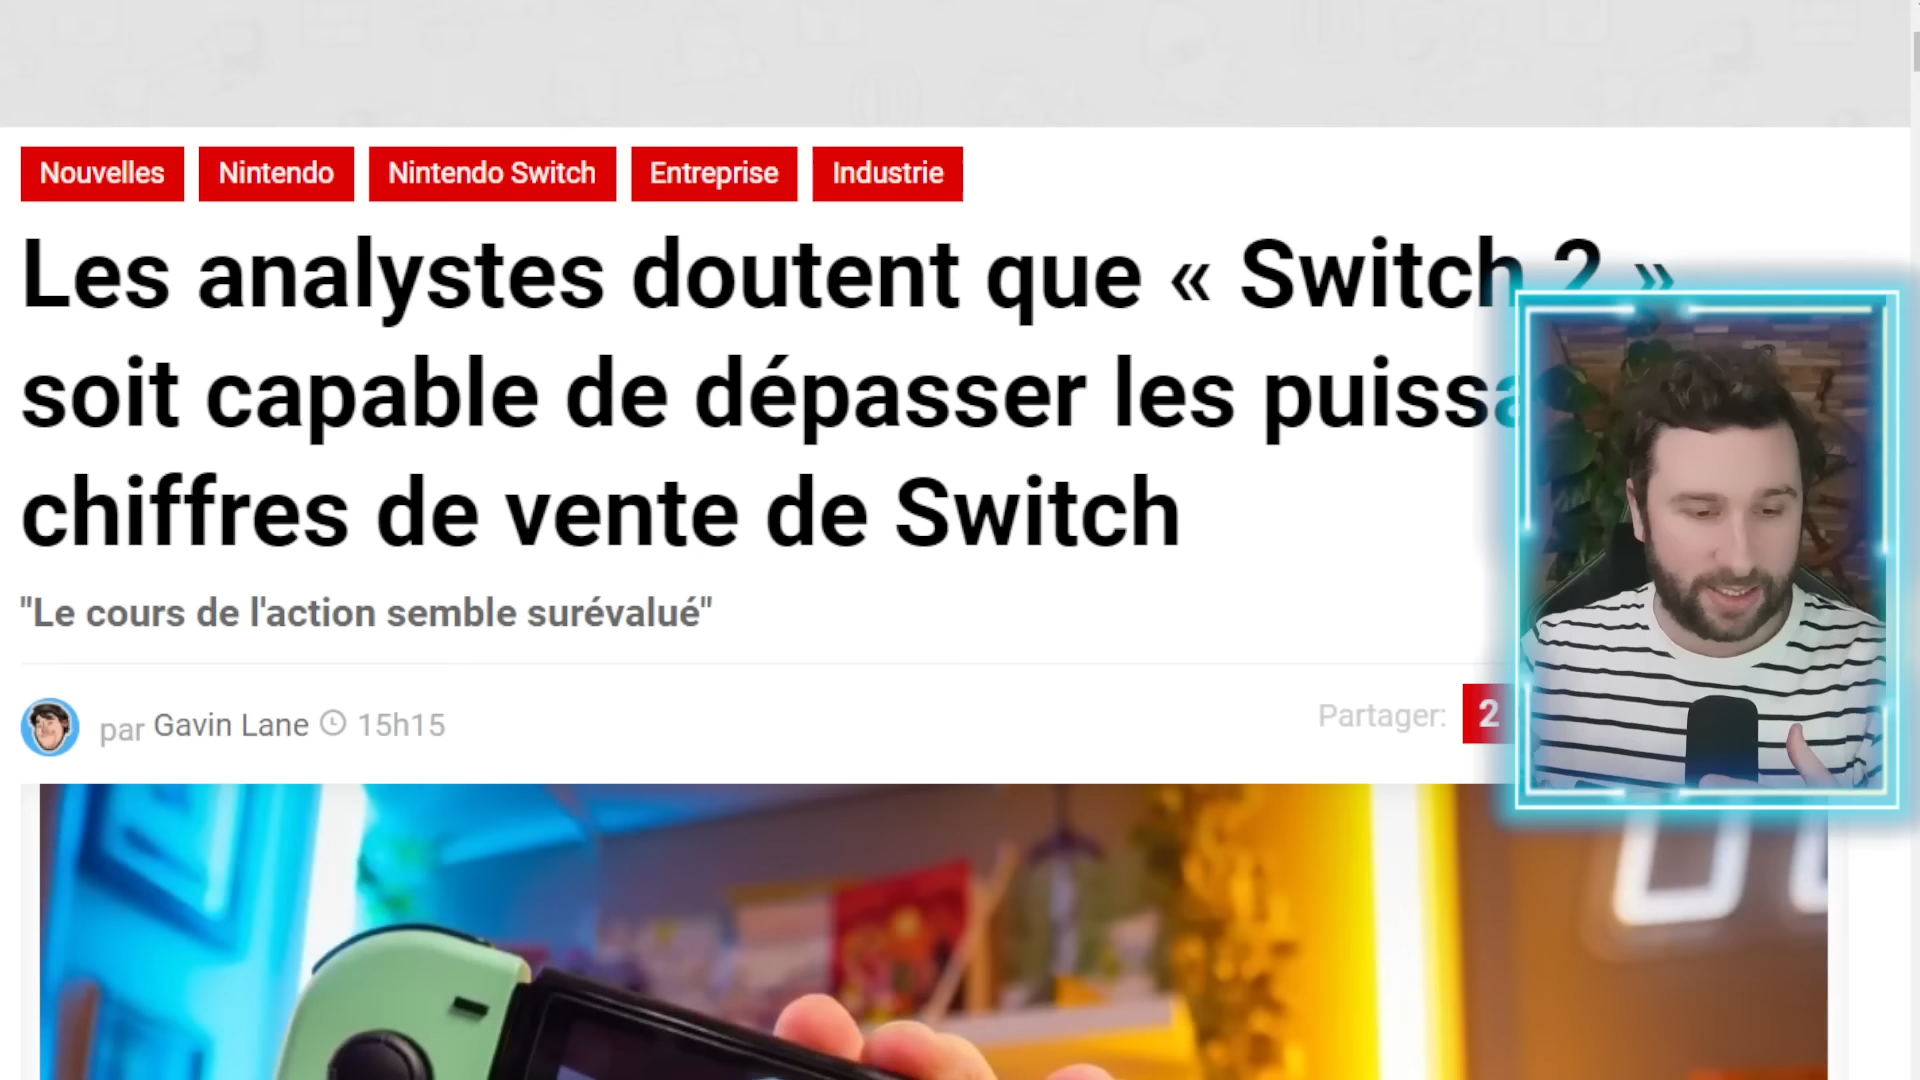 Nouvelles Nintendo Nintendo Switch Entreprise Industrie
Les analystes doutent que « Switch 2 »
soit capable de dépasser les
chiffres de vente de Switch
"Le cours de l'action semble surévalué"
par Gavin Lane 15h15
Partager: 2